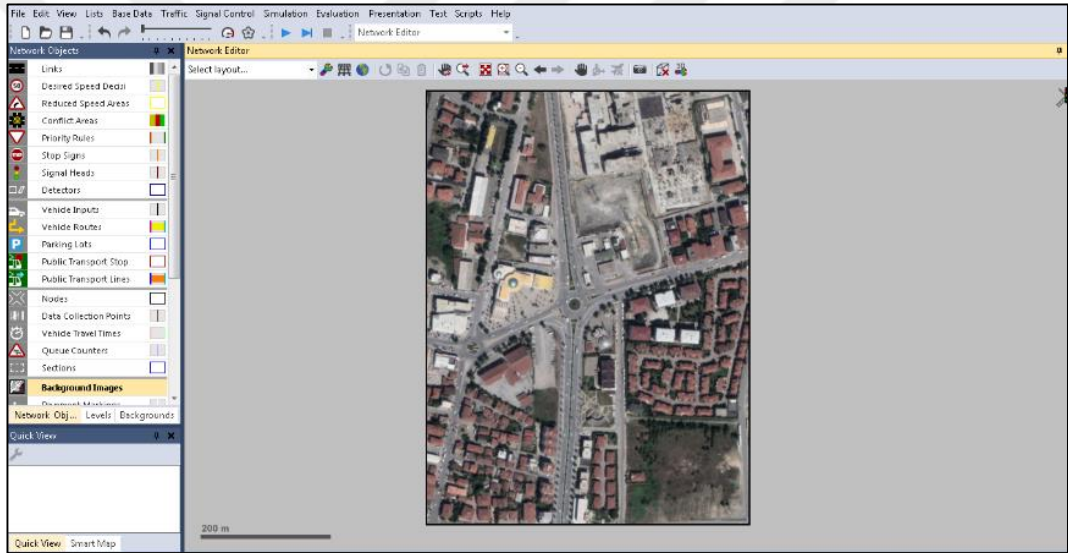 File Edit View Lists Base Data Traffic Signal Control Simulation Evaluation Presentation Test Scripts Help
Network Editor
Network Objects
Network Editor
Select layout...
Links
Desired Speed Decisi
Reduced Speed Areas
Conflict Areas
Priority Rules
Stop Signs
Signal Heads
Detectors
Vehicle Inputs
Vehicle Routes
Parking Lots
Public Transport Stop
Public Transport Lines
Nodes
Data Collection Points
Vehicle Travel Times
Queue Counters
Sections
Background Images
Pavement Markings
Network Obj... Levels Backgrounds
Quick View
200 m
Quick View Smart Map